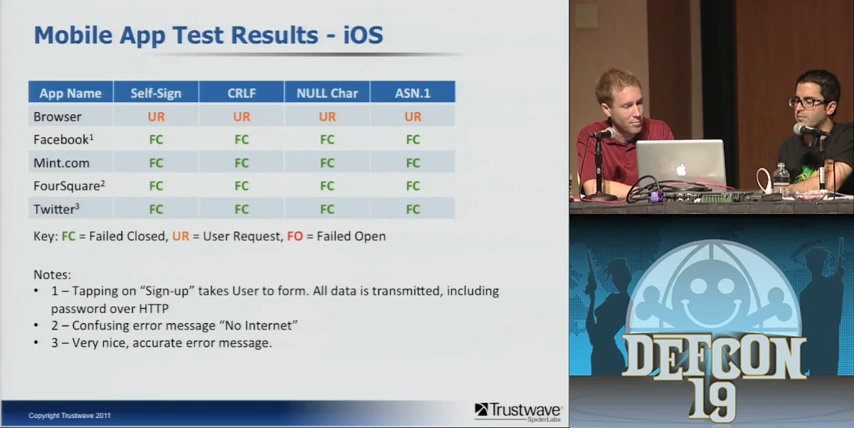 Mobile App Test Results - iOS
App Name Self-Sign CRLF NULL Char ASN.1
Browser UR UR UR UR
Facebook1 FC FC FC FC
Mint.com FC FC FC FC
FourSquare2 FC FC FC FC
Twitter3 FC FC FC FC
Key: FC = Failed Closed, UR = User Request, FO = Failed Open
Notes:
• 1 – Tapping on “Sign-up” takes User to form. All data is transmitted, including
password over HTTP
• 2 – Confusing error message “No Internet”
• 3 – Very nice, accurate error message.
Copyright Trustwave 2011
Trustwave®
SpiderLabs
DEFCON
19